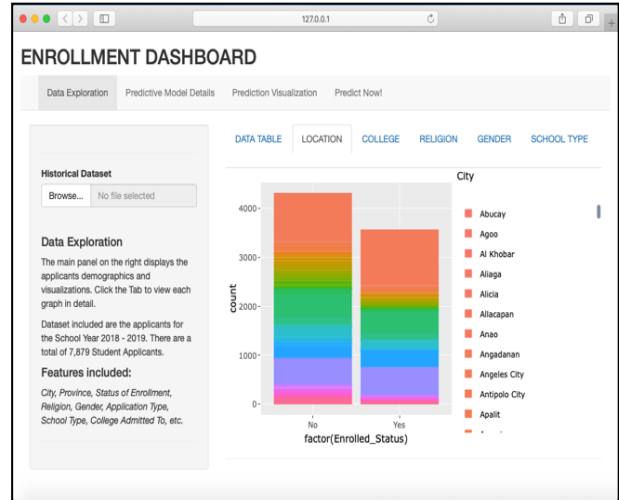 127.0.0.1
ENROLLMENT DASHBOARD
Data Exploration Predictive Model Details Prediction Visualization Predict Now!
DATA TABLE LOCATION COLLEGE RELIGION GENDER SCHOOL TYPE
Historical Dataset
Browse... No file selected
Data Exploration
The main panel on the right displays the
applicants demographics and
visualizations. Click the Tab to view each
graph in detail.
Dataset included are the applicants for
the School Year 2018 - 2019. There are a
total of 7,879 Student Applicants.
Features included:
City, Province, Status of Enrollment,
Religion, Gender, Application Type,
School Type, College Admitted To, etc.
City
4000
3000
2000
1000
0
count
No Yes
factor(Enrolled_Status)
Abucay
Agoo
Al Khobar
Aliaga
Alicia
Allacapan
Anao
Angadanan
Angeles City
Antipolo City
Apalit